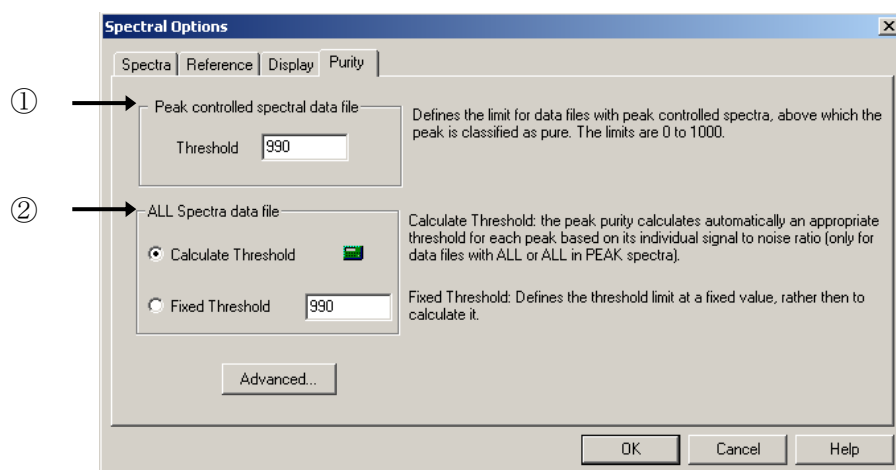 Spectral Options
Spectra Reference Display Purity
①
Peak controlled spectral data file
Threshold 990
Defines the limit for data files with peak controlled spectra, above which the
peak is classified as pure. The limits are 0 to 1000.
②
ALL Spectra data file
Calculate Threshold
Fixed Threshold 990
Calculate Threshold: the peak purity calculates automatically an appropriate
threshold for each peak based on its individual signal to noise ratio (only for
data files with ALL or ALL in PEAK spectra).
Fixed Threshold: Defines the threshold limit at a fixed value, rather then to
calculate it.
Advanced...
OK Cancel Help